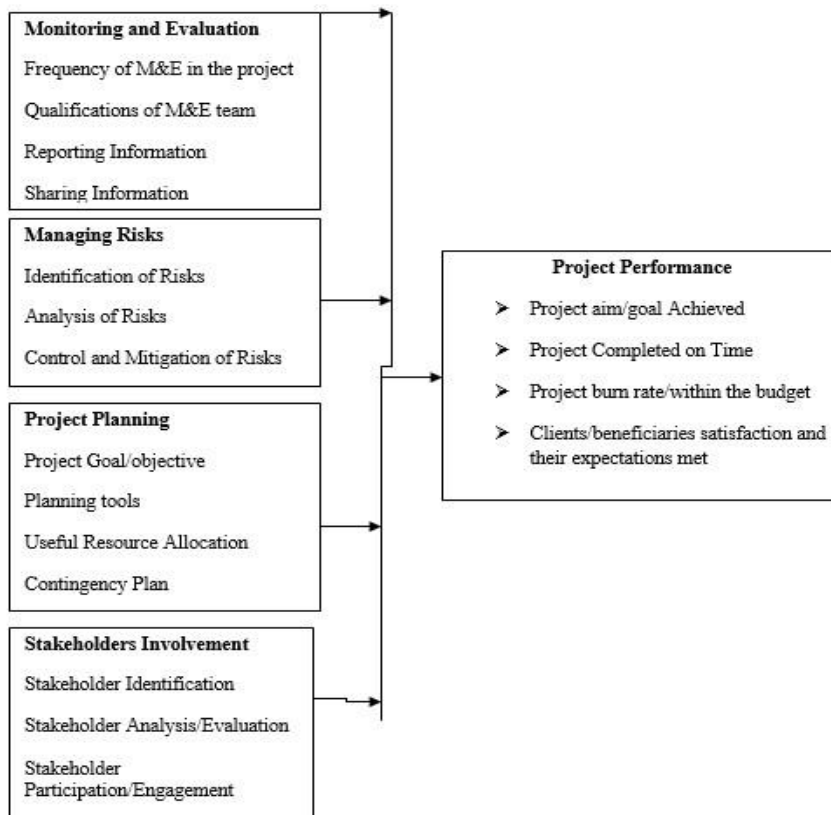 Monitoring and Evaluation
Frequency of M&E in the project
Qualifications of M&E team
Reporting Information
Sharing Information
Managing Risks
Identification of Risks
Analysis of Risks
Control and Mitigation of Risks
Project Planning
Project Goal/objective
Planning tools
Useful Resource Allocation
Contingency Plan
Stakeholders Involvement
Stakeholder Identification
Stakeholder Analysis/Evaluation
Stakeholder
Participation/Engagement
Project Performance
Project aim/goal Achieved
Project Completed on Time
Project burn rate/within the budget
Clients/beneficiaries satisfaction and
their expectations met